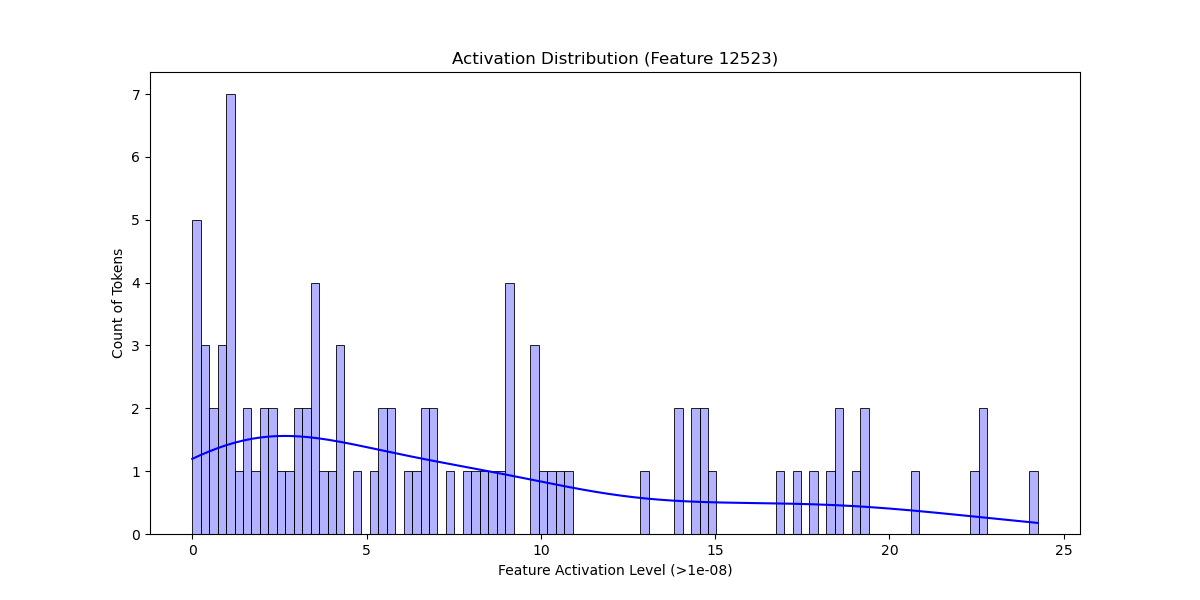 Activation Distribution (Feature 12523)
7
6
5
4
3
2
1
0
Count of Tokens
0 5 10 15 20 25
Feature Activation Level (>1e-08)